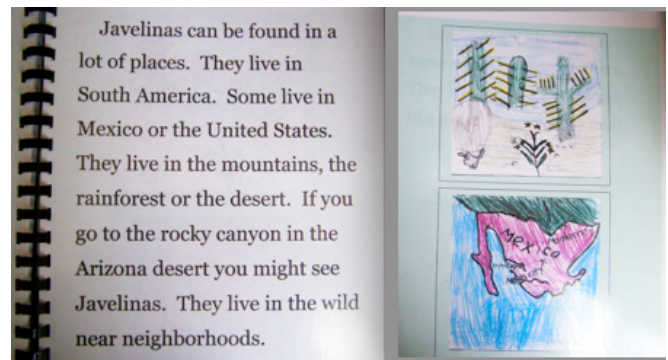 Javelinas can be found in a
lot of places. They live in
South America. Some live in
Mexico or the United States.
They live in the mountains, the
rainforest or the desert. If you
go to the rocky canyon in the
Arizona desert you might see
Javelinas. They live in the wild
near neighborhoods.
Mexico